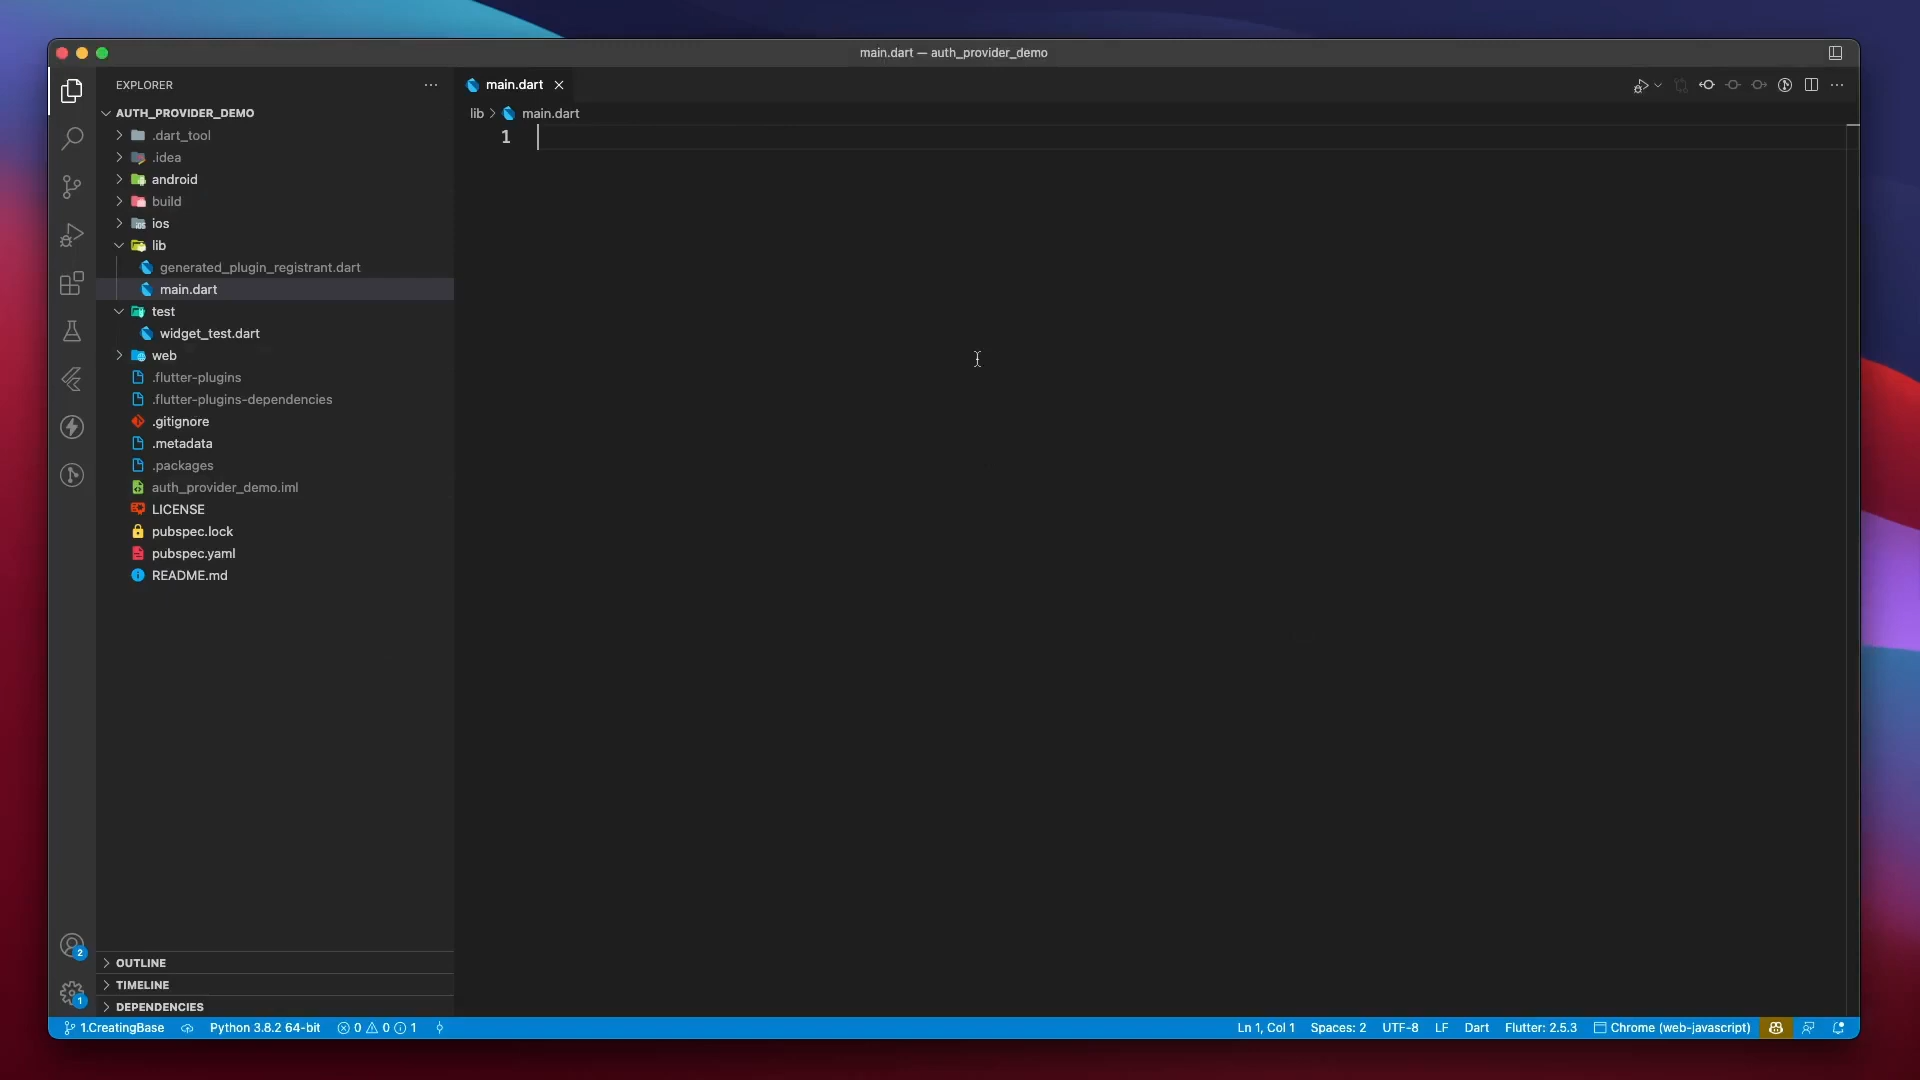 main.dart — auth_provider_demo
EXPLORER
main.dart
AUTH_PROVIDER_DEMO
lib > main.dart
1
.dart_tool
.idea
android
build
ios
lib
generated_plugin_registrant.dart
main.dart
test
widget_test.dart
web
.flutter-plugins
.flutter-plugins-dependencies
.gitignore
.metadata
.packages
auth_provider_demo.iml
LICENSE
pubspec.lock
pubspec.yaml
README.md
2
OUTLINE
TIMELINE
1
DEPENDENCIES
1.CreatingBase Python 3.8.2 64-bit 0 0 1 Ln 1, Col 1 Spaces: 2 UTF-8 LF Dart Flutter: 2.5.3 Chrome (web-javascript)